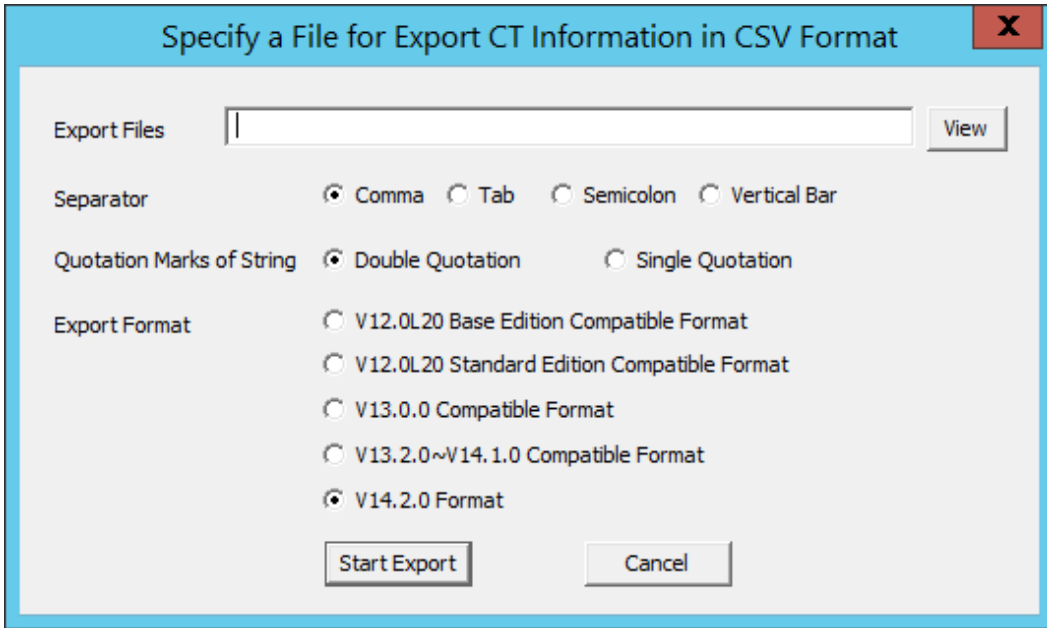 Specify a File for Export CT Information in CSV Format
X
Export Files
View
Separator
Comma Tab Semicolon Vertical Bar
Quotation Marks of String
Double Quotation Single Quotation
Export Format
V12.0L20 Base Edition Compatible Format
V12.0L20 Standard Edition Compatible Format
V13.0.0 Compatible Format
V13.2.0~V14.1.0 Compatible Format
V14.2.0 Format
Start Export Cancel